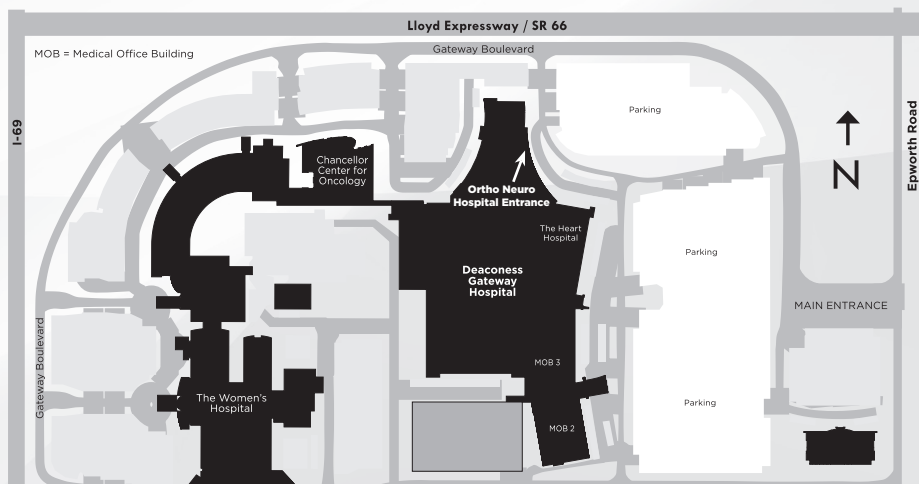 Lloyd Expressway / SR 66
Gateway Boulevard
MOB = Medical Office Building
I-69
Epworth Road
Parking
N
Chancellor
Center for
Oncology
Ortho Neuro
Hospital Entrance
The Heart
Hospital
Parking
Deaconess
Gateway
Hospital
MAIN ENTRANCE
Gateway Boulevard
MOB 3
The Women's
Hospital
Parking
MOB 2